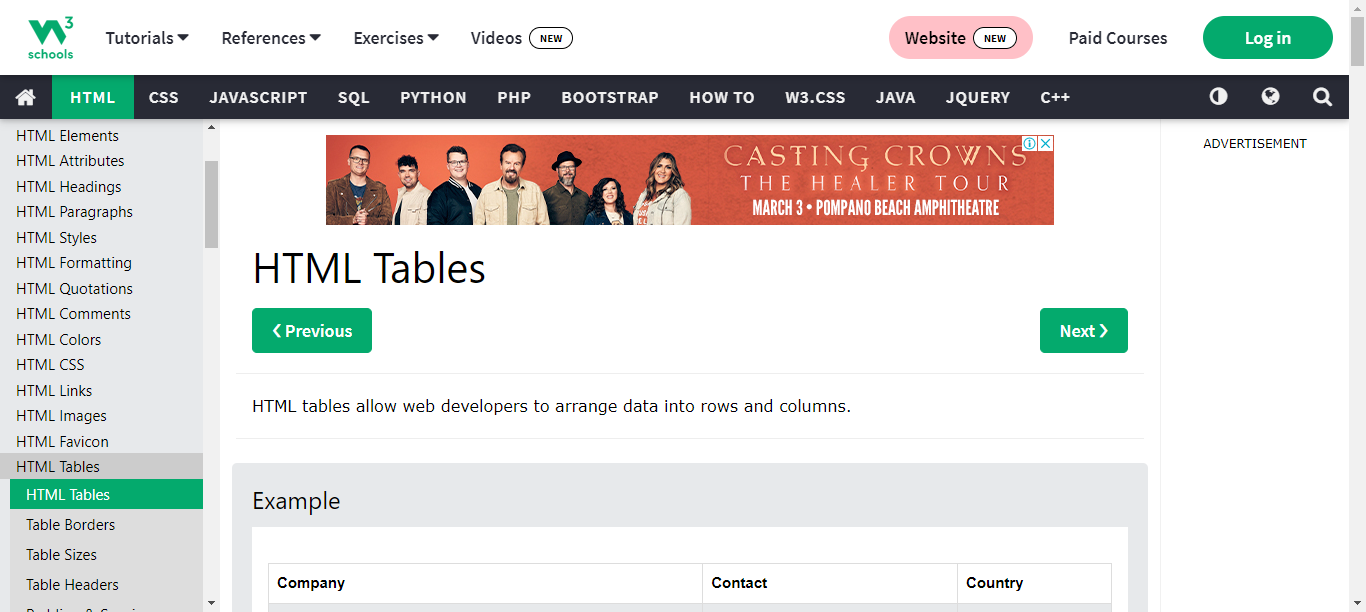 W3
schools
Tutorials
References
Exercises
Videos
NEW
Website
NEW
Paid Courses
Log in
HTML
CSS
JAVASCRIPT
SQL
PYTHON
PHP
BOOTSTRAP
HOW TO
W3.CSS
JAVA
JQUERY
C++
HTML Elements
HTML Attributes
HTML Headings
HTML Paragraphs
HTML Styles
HTML Formatting
HTML Quotations
HTML Comments
HTML Colors
HTML CSS
HTML Links
HTML Images
HTML Favicon
HTML Tables
HTML Tables
Table Borders
Table Sizes
Table Headers
CASTING CROWNS
THE HEALER TOUR
MARCH 3 • POMPANO BEACH AMPHITHEATRE
HTML Tables
❮ Previous
Next ❯
HTML tables allow web developers to arrange data into rows and columns.
Example
Company
Contact
Country
ADVERTISEMENT